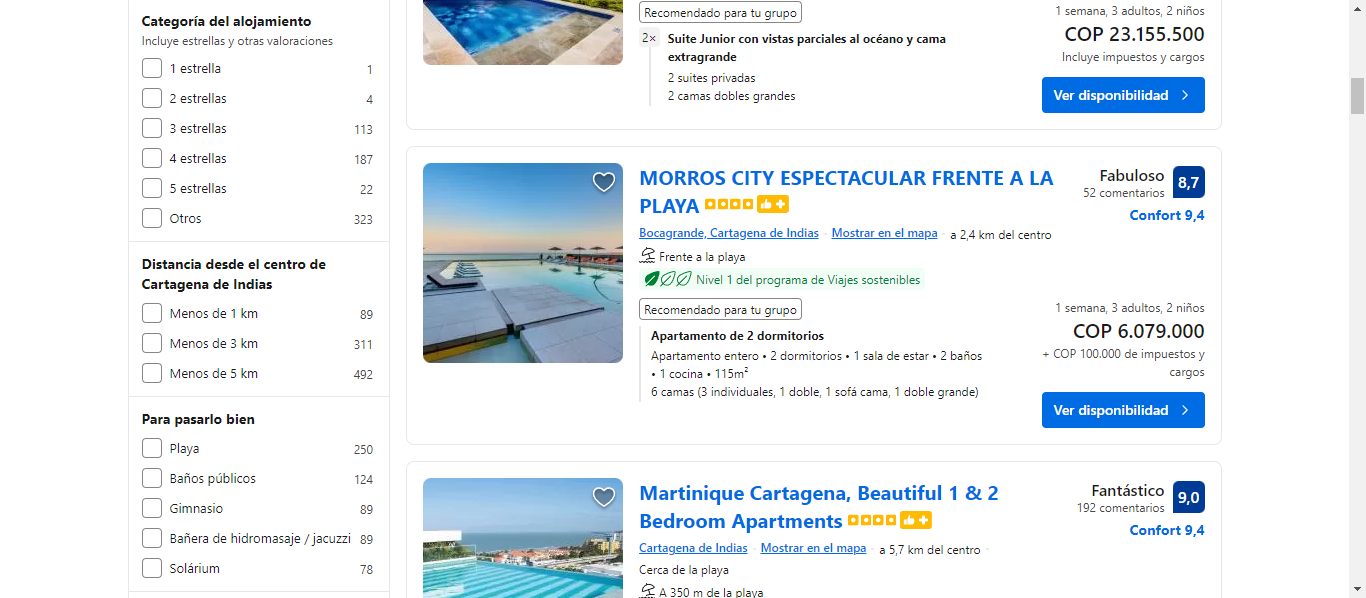 Categoría del alojamiento
Incluye estrellas y otras valoraciones
1 estrella 1
2 estrellas 4
3 estrellas 113
4 estrellas 187
5 estrellas 22
Otros 323
Distancia desde el centro de
Cartagena de Indias
Menos de 1 km 89
Menos de 3 km 311
Menos de 5 km 492
Para pasarlo bien
Playa 250
Baños públicos 124
Gimnasio 89
Bañera de hidromasaje / jacuzzi 89
Solárium 78
Recomendado para tu grupo
2× Suite Junior con vistas parciales al océano y cama
extragrande
2 suites privadas
2 camas dobles grandes
1 semana, 3 adultos, 2 niños
COP 23.155.500
Incluye impuestos y cargos
Ver disponibilidad
MORROS CITY ESPECTACULAR FRENTE A LA
PLAYA
Fabuloso 8,7
52 comentarios
Confort 9,4
Bocagrande, Cartagena de Indias · Mostrar en el mapa · a 2,4 km del centro
Frente a la playa
Nivel 1 del programa de Viajes sostenibles
Recomendado para tu grupo
Apartamento de 2 dormitorios
Apartamento entero • 2 dormitorios • 1 sala de estar • 2 baños
• 1 cocina • 115m²
6 camas (3 individuales, 1 doble, 1 sofá cama, 1 doble grande)
1 semana, 3 adultos, 2 niños
COP 6.079.000
+ COP 100.000 de impuestos y
cargos
Ver disponibilidad
Martinique Cartagena, Beautiful 1 & 2
Bedroom Apartments
Fantástico 9,0
192 comentarios
Confort 9,4
Cartagena de Indias · Mostrar en el mapa · a 5,7 km del centro ·
Cerca de la playa
A 350 m de la playa